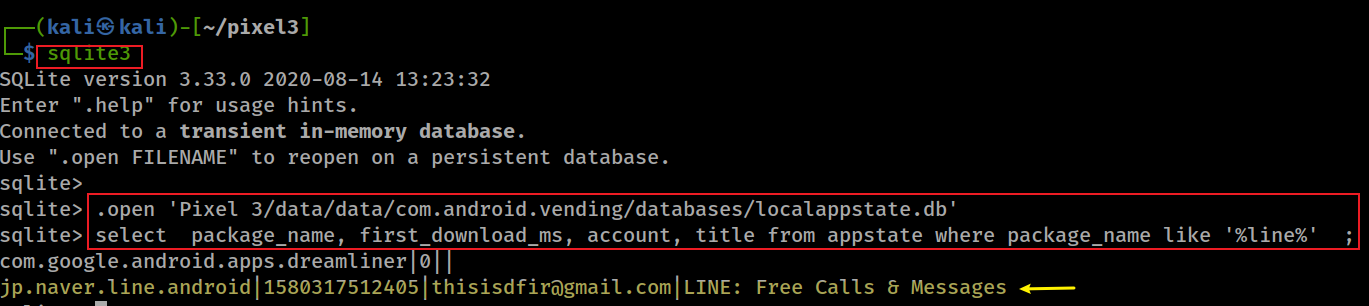 ┌──(kali㉿kali)-[~/pixel3]
└─$ sqlite3
SQLite version 3.33.0 2020-08-14 13:23:32
Enter ".help" for usage hints.
Connected to a transient in-memory database.
Use ".open FILENAME" to reopen on a persistent database.
sqlite>
sqlite> .open 'Pixel 3/data/data/com.android.vending/databases/localappstate.db'
sqlite> select  package_name, first_download_ms, account, title from appstate where package_name like '%line%'  ;
com.google.android.apps.dreamliner|0||
jp.naver.line.android|1580317512405|thisisdfir@gmail.com|LINE: Free Calls & Messages